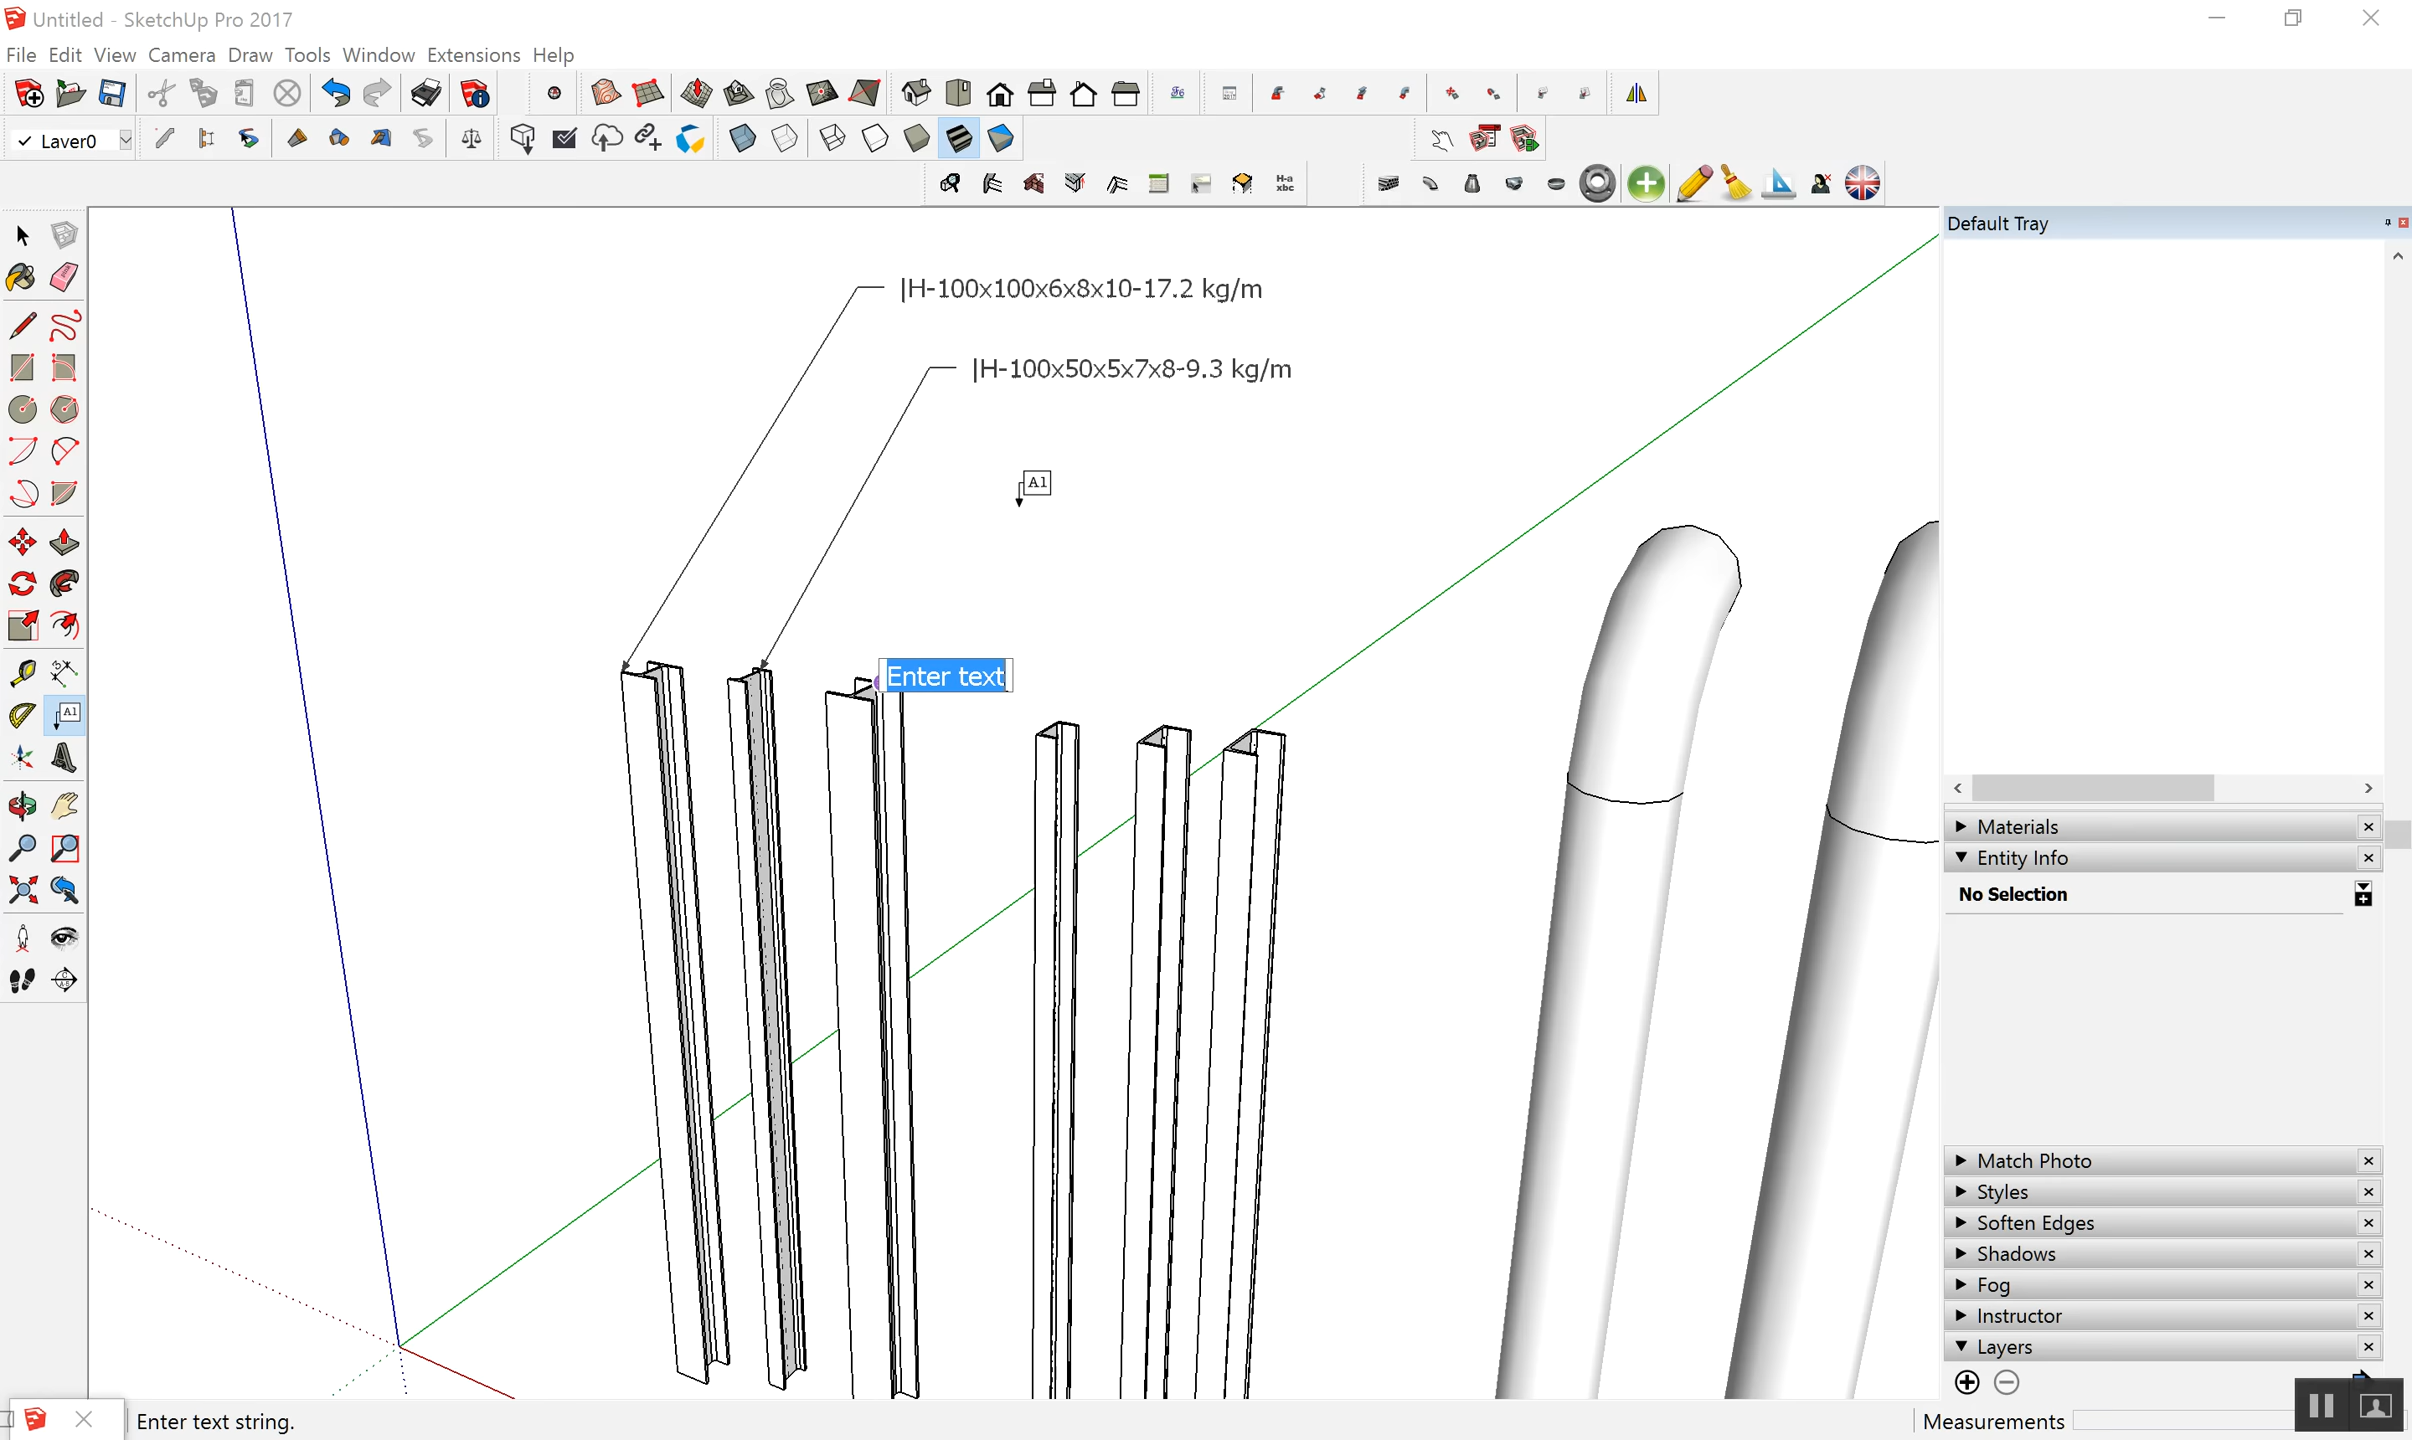 Untitled - SketchUp Pro 2017
File Edit View Camera Draw Tools Window Extensions Help
✓ Layer0
H-a
xbc
Default Tray
|H-100x100x6x8x10-17.2 kg/m
|H-100x50x5x7x8-9.3 kg/m
A1
Enter text
A1
Materials
Entity Info
No Selection
Match Photo
Styles
Soften Edges
Shadows
Fog
Instructor
Layers
Enter text string.
Measurements